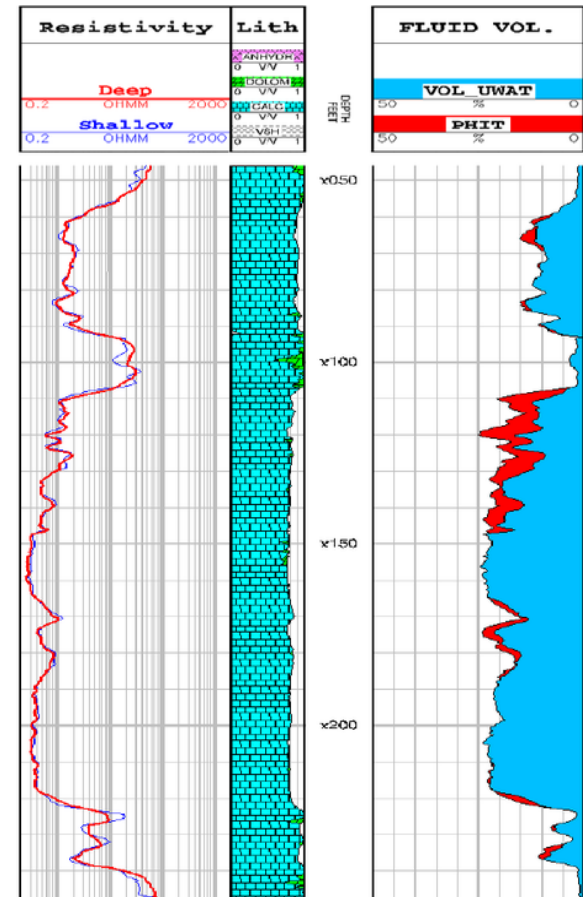 Resistivity
Deep
0.2 OHMM 2000
Shallow
0.2 OHMM 2000
Lith
ANHYDR
0 V/V 1
DOLOM
0 V/V 1
CALC
0 V/V 1
VSH
0 V/V 1
DEPTH
FEET
FLUID VOL.
VOL_UWAT
50 % 0
PHIT
50 % 0
x050
x100
x150
x200